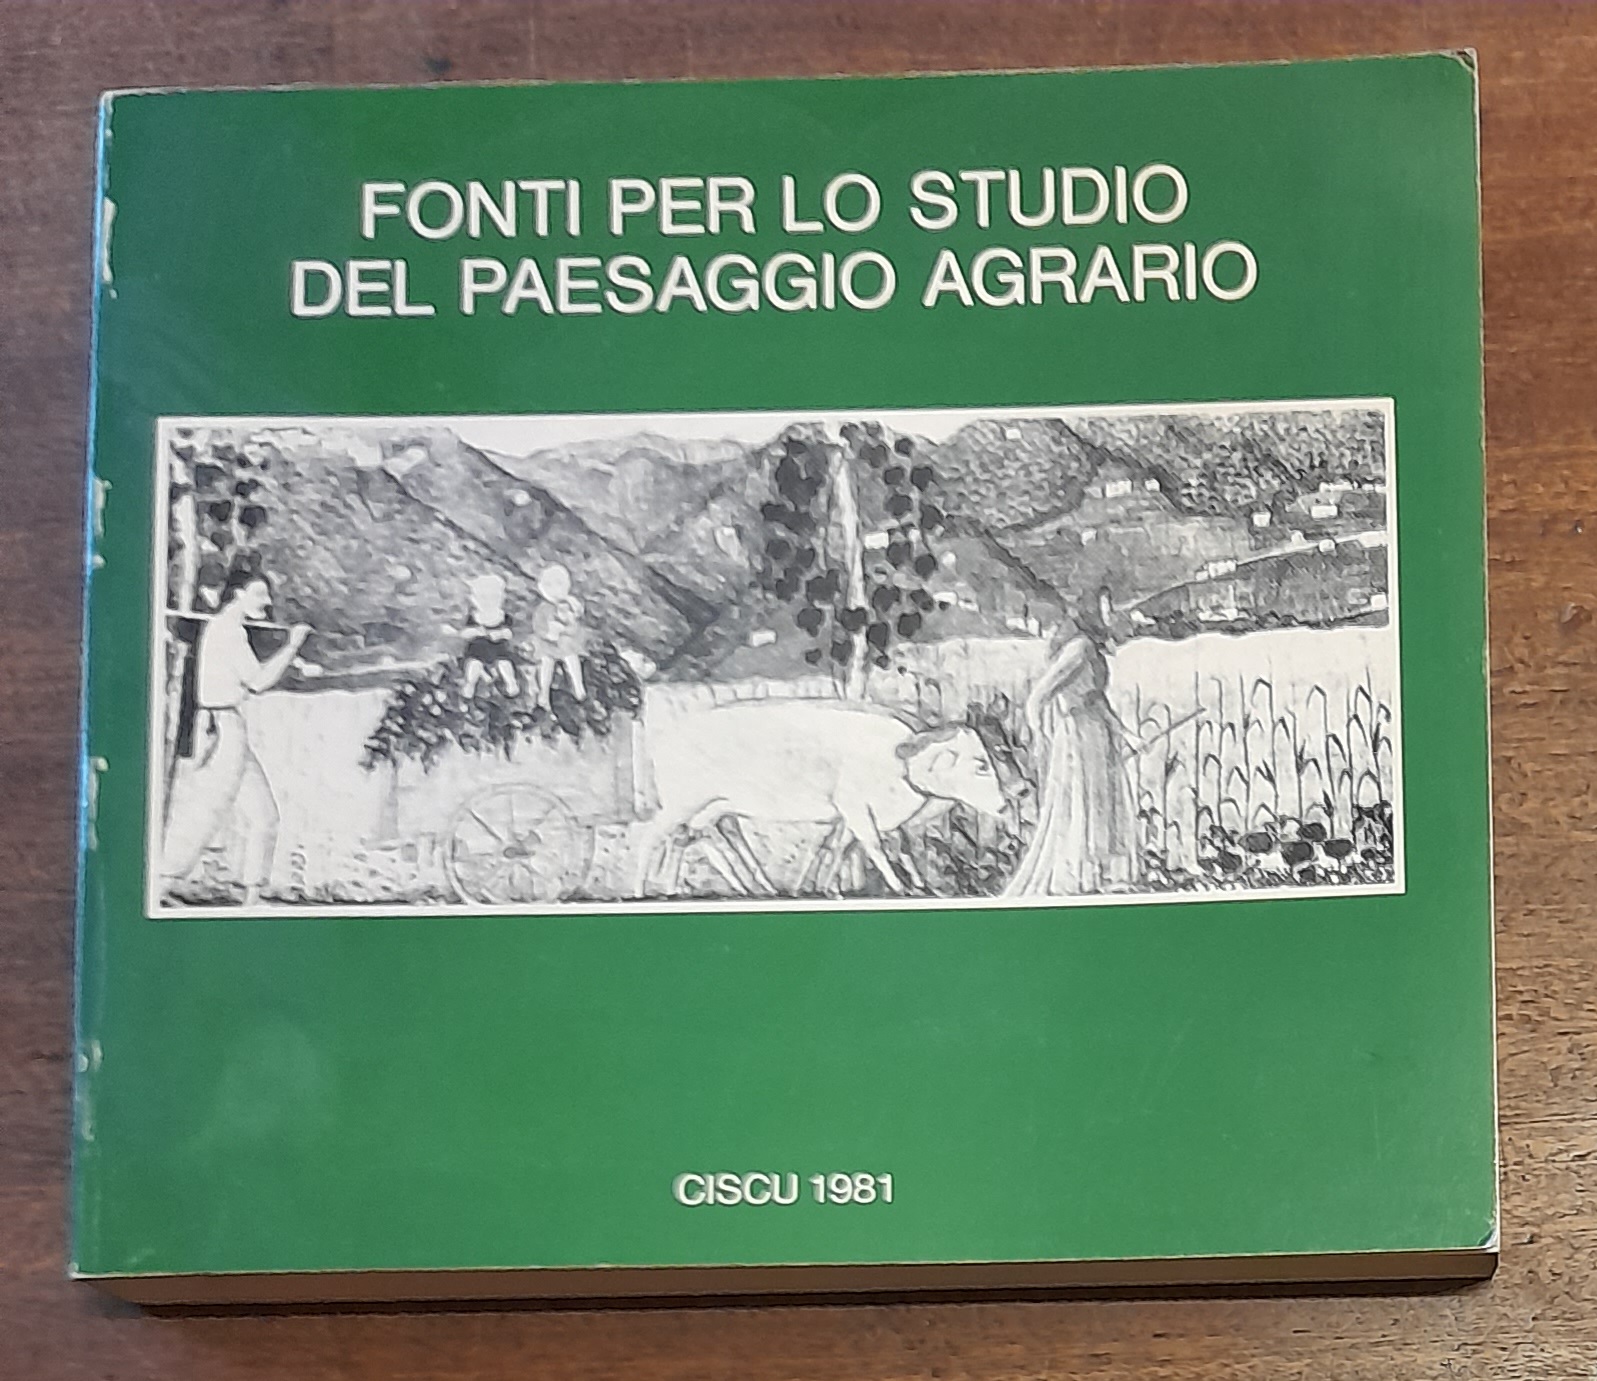 FONTI PER LO STUDIO
DEL PAESAGGIO AGRARIO
CISCU 1981